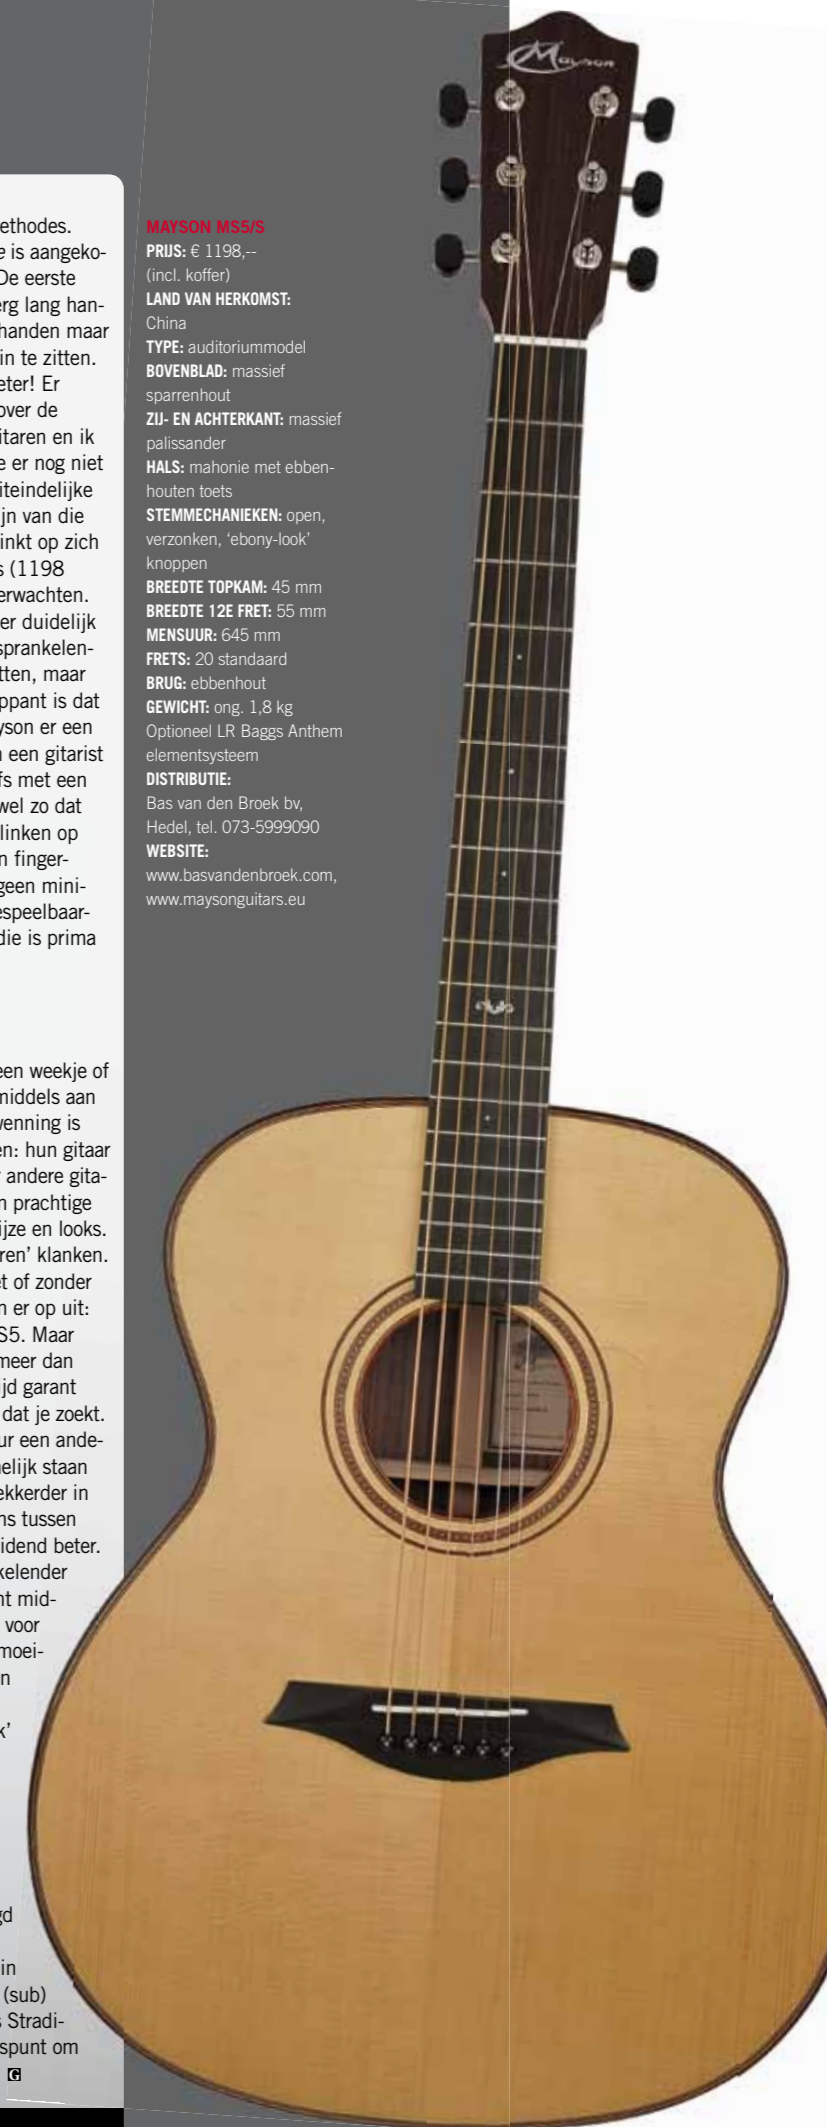 ethodes.
e is aangeko-
De eerste
erg lang han-
handen maar
in te zitten.
eter! Er
over de
itaren en ik
e er nog niet
iteindelijke
ijn van die
inkt op zich
s (1198
erwachten.
er duidelijk
sprankelen-
tten, maar
ppant is dat
yson er een
n een gitarist
fs met een
wel zo dat
linken op
n finger-
geen mini-
espeelbaar-
die is prima
een weekje of
middels aan
venning is
en: hun gitaar
r andere gita-
n prachtige
ijze en looks.
ren’ klanken.
et of zonder
n er op uit:
S5. Maar
meer dan
ijd garant
dat je zoekt.
ur een ande-
elijk staan
ekkerder in
ns tussen
idend beter.
kelender
nt mid-
voor
moei-
n
k’
gd
in
(sub)
s Stradi-
spunt om
G
MAYSON MS5/S
PRIJS: € 1198,--
(incl. koffer)
LAND VAN HERKOMST:
China
TYPE: auditoriummodel
BOVENBLAD: massief
sparrenhout
ZIJ- EN ACHTERKANT: massief
palissander
HALS: mahonie met ebben-
houten toets
STEMMECHANIEKEN: open,
verzonken, ‘ebony-look’
knoppen
BREEDTE TOPKAM: 45 mm
BREEDTE 12E FRET: 55 mm
MENSUUR: 645 mm
FRETS: 20 standaard
BRUG: ebbenhout
GEWICHT: ong. 1,8 kg
Optioneel LR Baggs Anthem
elementsysteem
DISTRIBUTIE:
Bas van den Broek bv,
Hedel, tel. 073-5999090
WEBSITE:
www.basvandenbroek.com,
www.maysonguitars.eu
Mayson